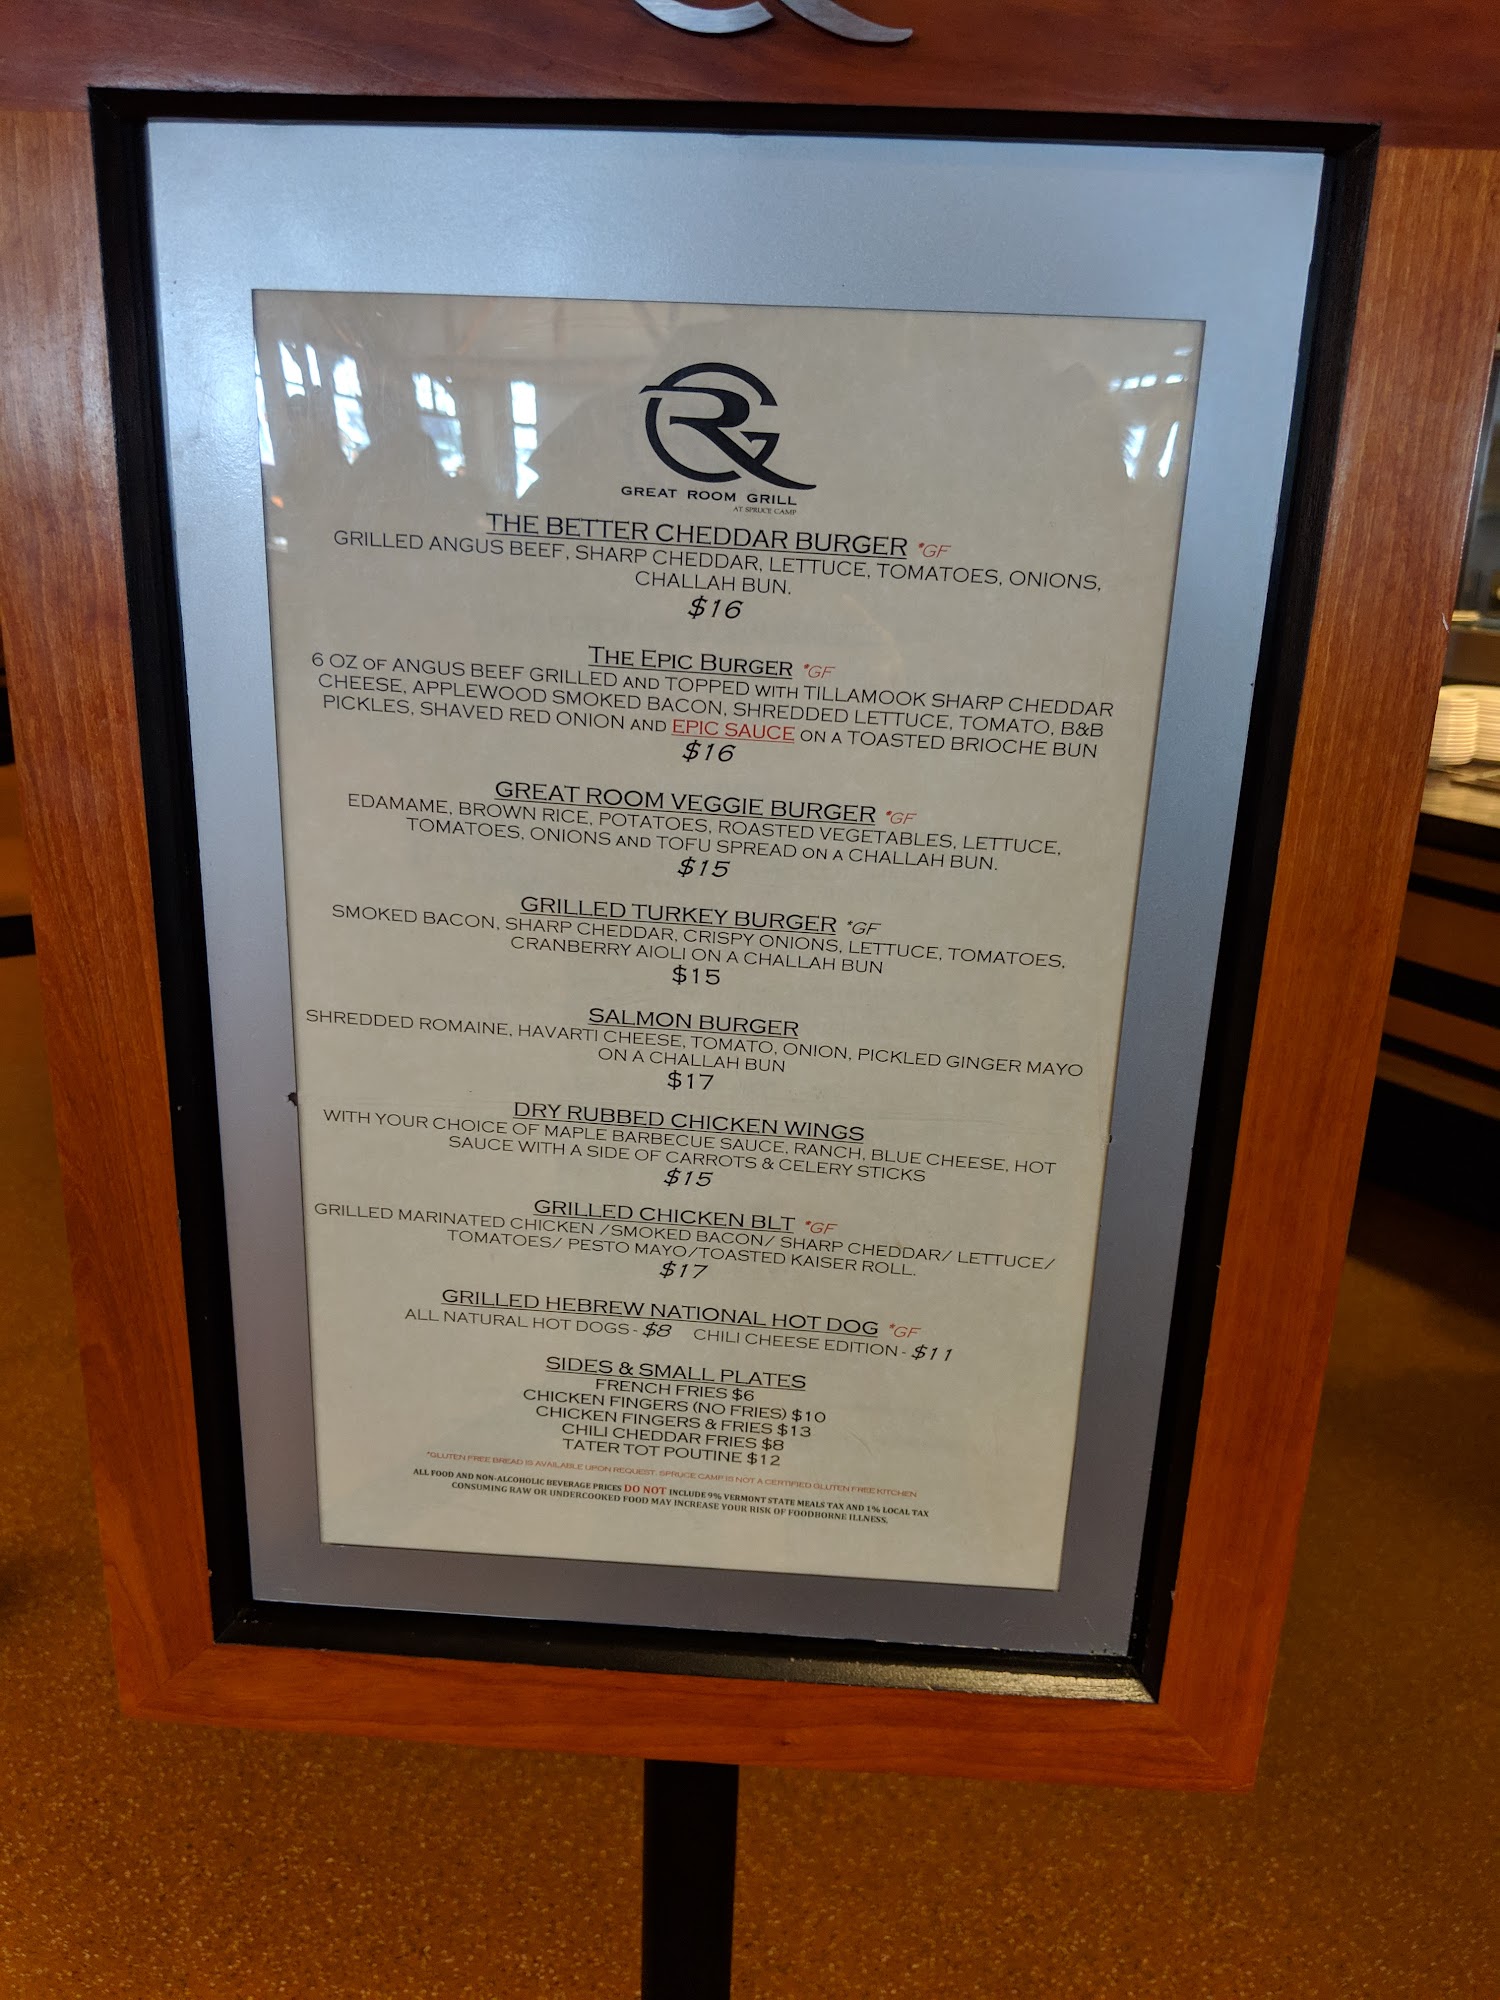 GREAT ROOM GRILL
AT SPRUCE CAMP
THE BETTER CHEDDAR BURGER *GF
GRILLED ANGUS BEEF, SHARP CHEDDAR, LETTUCE, TOMATOES, ONIONS,
CHALLAH BUN.
$16
THE EPIC BURGER *GF
6 OZ OF ANGUS BEEF GRILLED AND TOPPED WITH TILLAMOOK SHARP CHEDDAR
CHEESE, APPLEWOOD SMOKED BACON, SHREDDED LETTUCE, TOMATO, B&B
PICKLES, SHAVED RED ONION AND EPIC SAUCE ON A TOASTED BRIOCHE BUN
$16
GREAT ROOM VEGGIE BURGER *GF
EDAMAME, BROWN RICE, POTATOES, ROASTED VEGETABLES, LETTUCE,
TOMATOES, ONIONS AND TOFU SPREAD ON A CHALLAH BUN.
$15
GRILLED TURKEY BURGER *GF
SMOKED BACON, SHARP CHEDDAR, CRISPY ONIONS, LETTUCE, TOMATOES,
CRANBERRY AIOLI ON A CHALLAH BUN
$15
SALMON BURGER
SHREDDED ROMAINE, HAVARTI CHEESE, TOMATO, ONION, PICKLED GINGER MAYO
ON A CHALLAH BUN
$17
DRY RUBBED CHICKEN WINGS
WITH YOUR CHOICE OF MAPLE BARBECUE SAUCE, RANCH, BLUE CHEESE, HOT
SAUCE WITH A SIDE OF CARROTS & CELERY STICKS
$15
GRILLED CHICKEN BLT *GF
GRILLED MARINATED CHICKEN /SMOKED BACON/ SHARP CHEDDAR/ LETTUCE/
TOMATOES/ PESTO MAYO/TOASTED KAISER ROLL.
$17
GRILLED HEBREW NATIONAL HOT DOG *GF
ALL NATURAL HOT DOGS - $8 CHILI CHEESE EDITION - $11
SIDES & SMALL PLATES
FRENCH FRIES $6
CHICKEN FINGERS (NO FRIES) $10
CHICKEN FINGERS & FRIES $13
CHILI CHEDDAR FRIES $8
TATER TOT POUTINE $12
*GLUTEN FREE BREAD IS AVAILABLE UPON REQUEST. SPRUCE CAMP IS NOT A CERTIFIED GLUTEN FREE KITCHEN
ALL FOOD AND NON-ALCOHOLIC BEVERAGE PRICES DO NOT INCLUDE 9% VERMONT STATE MEALS TAX AND 1% LOCAL TAX
CONSUMING RAW OR UNDERCOOKED FOOD MAY INCREASE YOUR RISK OF FOODBORNE ILLNESS.